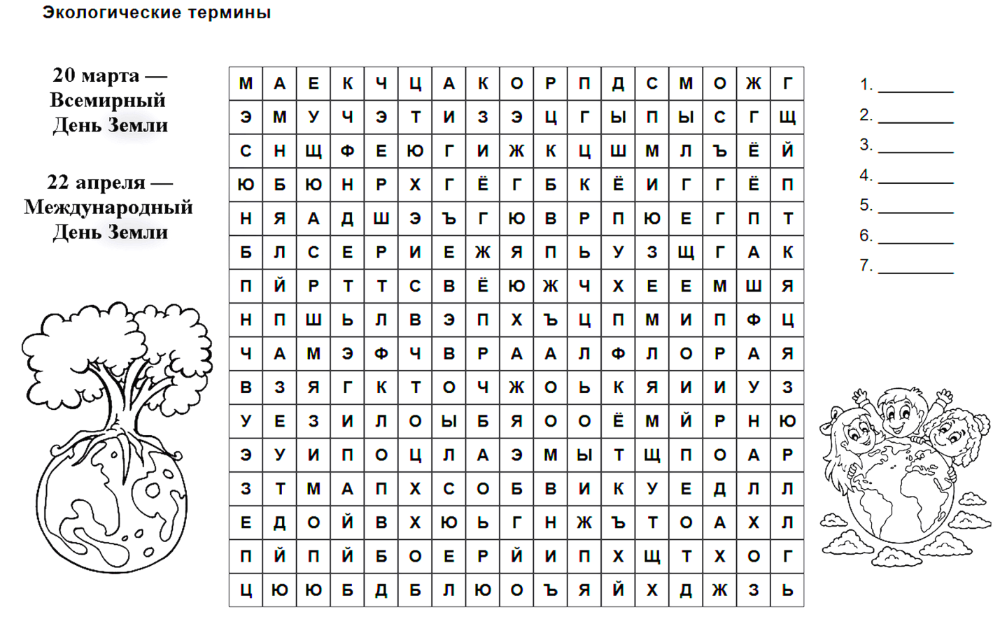 Экологические термины
20 марта —
Всемирный
День Земли
22 апреля —
Международный
День Земли
М А Е К Ч Ц А К О Р П Д С М О Ж Г
Э М У Ч Э Т И З Э Ц Г Ы П Ы С Г Щ
С Н Щ Ф Е Ю Г И Ж К Ц Ш М Л Ъ Ё Й
Ю Б Ю Н Р Х Г Ё Г Б К Ё И Г Г Ё П
Н Я А Д Ш Э Ъ Г Ю В Р П Ю Е Г П Т
Б Л С Е Р И Е Ж Я П Ь У З Щ Г А К
П Й Р Т Т С В Ё Ю Ж Ч Х Е Е М Ш Я
Н П Ш Ь Л В Э П Х Ъ Ц П М И П Ф Ц
Ч А М Э Ф Ч В Р А А Л Ф Л О Р А Я
В З Я Г К Т О Ч Ж О Ь К Я И И У З
У Е З И Л О Ы Б Я О О Ё М Й Р Н Ю
Э У И П О Ц Л А Э М Ы Т Щ П О А Р
З Т М А П Х С О Б В И К У Е Д Л Л
Е Д О Й В Х Ю Ь Г Н Ж Ъ Т О А Х Л
П Й П Й Б О Е Р Й И П Х Щ Т Х О Г
Ц Ю Ю Б Д Б Л Ю О Ъ Я Й Х Д Ж З Ь
1. ________
2. ________
3. ________
4. ________
5. ________
6. ________
7. ________